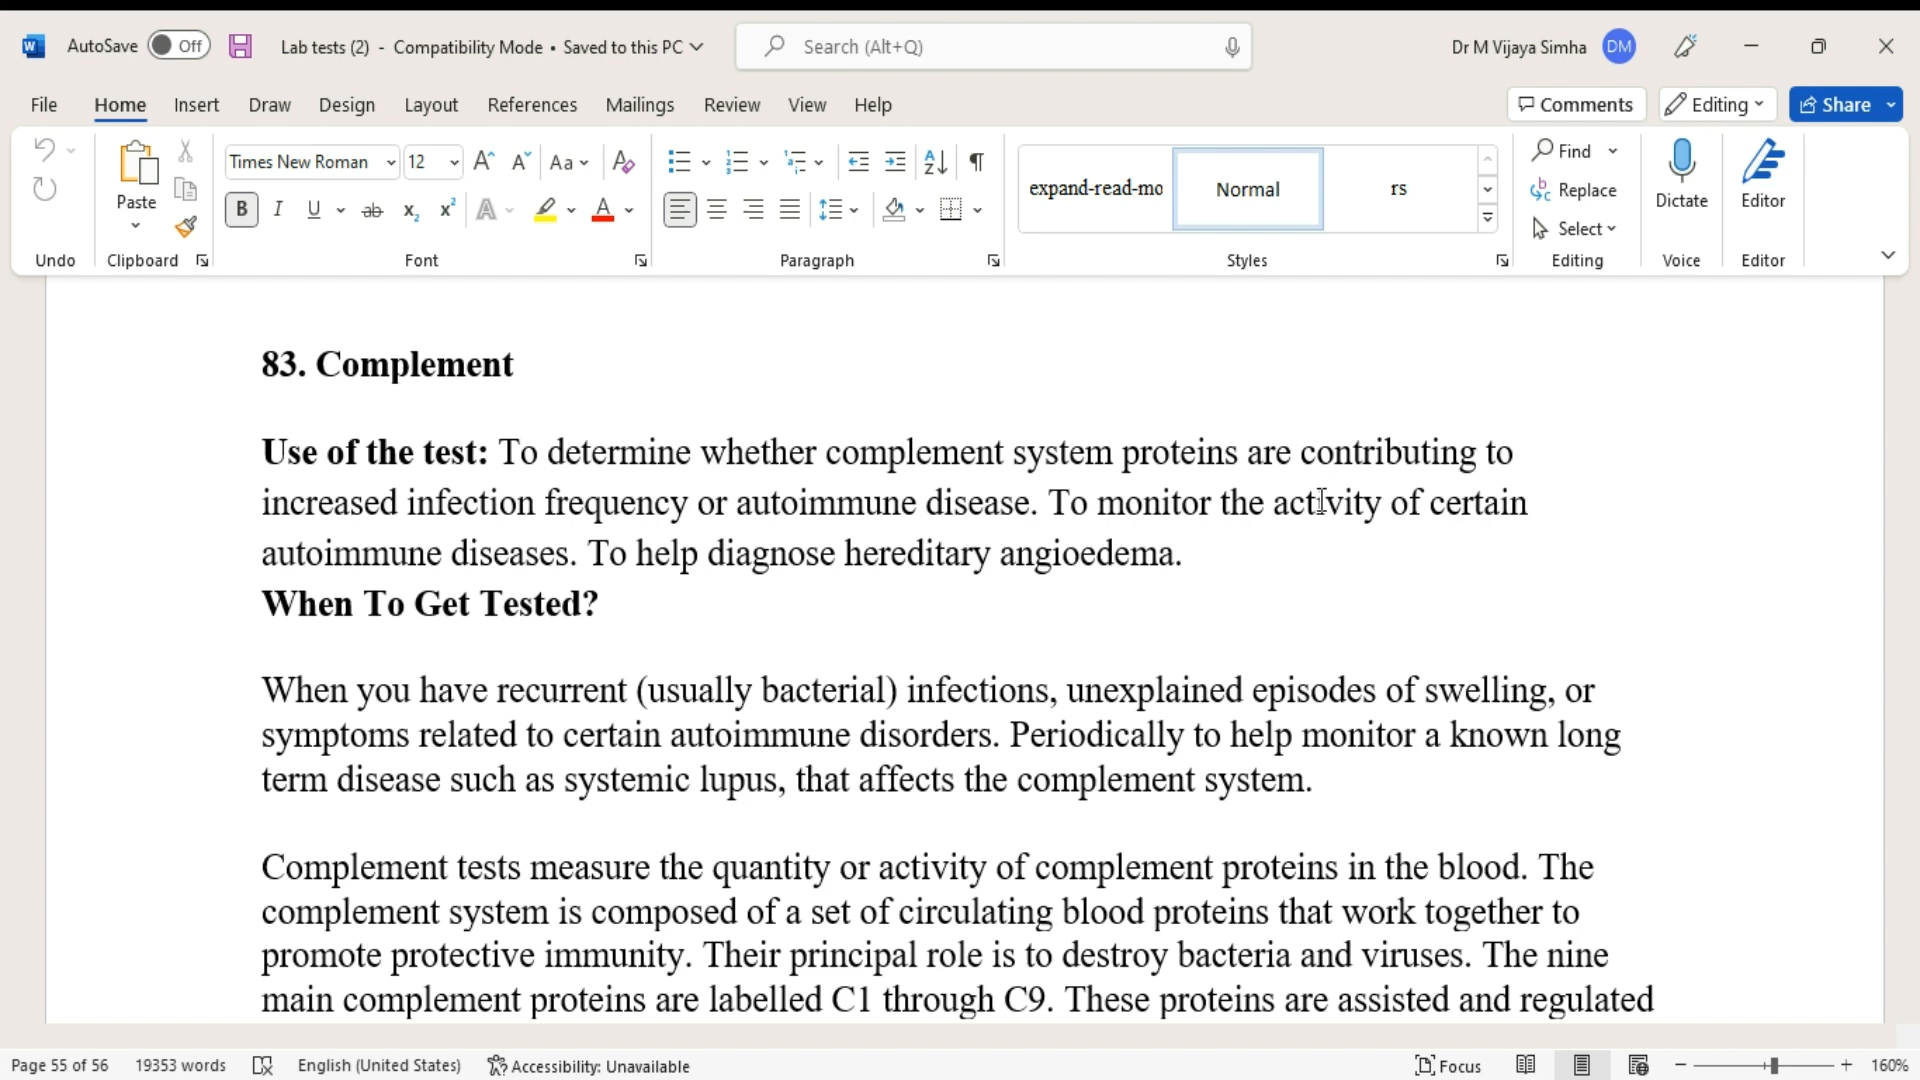 AutoSave Off Lab tests (2) - Compatibility Mode • Saved to this PC Search (Alt+Q) Dr M Vijaya Simha DM
File Home Insert Draw Design Layout References Mailings Review View Help Comments Editing Share
Times New Roman 12 Aa expand-read-mo Normal rs Find
Paste Replace Dictate Editor
B I U ab x₂ x² A A Select
Undo Clipboard Font Paragraph Styles Editing Voice Editor
83. Complement
Use of the test: To determine whether complement system proteins are contributing to
increased infection frequency or autoimmune disease. To monitor the activity of certain
autoimmune diseases. To help diagnose hereditary angioedema.
When To Get Tested?
When you have recurrent (usually bacterial) infections, unexplained episodes of swelling, or
symptoms related to certain autoimmune disorders. Periodically to help monitor a known long
term disease such as systemic lupus, that affects the complement system.
Complement tests measure the quantity or activity of complement proteins in the blood. The
complement system is composed of a set of circulating blood proteins that work together to
promote protective immunity. Their principal role is to destroy bacteria and viruses. The nine
main complement proteins are labelled C1 through C9. These proteins are assisted and regulated
Page 55 of 56 19353 words English (United States) Accessibility: Unavailable Focus 160%